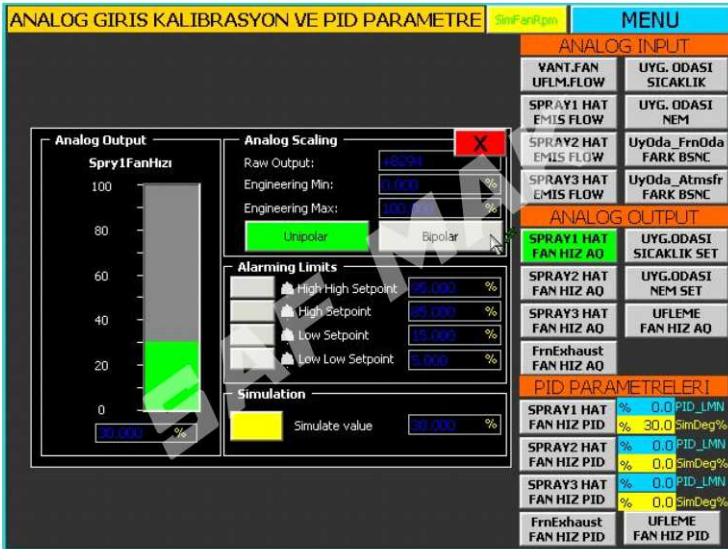 ANALOG GIRIS KALIBRASYON VE PID PARAMETRE
SimFanRpm
MENU
ANALOG INPUT
VANT.FAN
UFLM.FLOW
UYG. ODASI
SICAKLIK
SPRAY1 HAT
EMIS FLOW
UYG. ODASI
NEM
SPRAY2 HAT
EMIS FLOW
UyOda_FrnOda
FARK BSNC
SPRAY3 HAT
EMIS FLOW
UyOda_Atmsfr
FARK BSNC
ANALOG OUTPUT
SPRAY1 HAT
FAN HIZ AQ
UYG.ODASI
SICAKLIK SET
SPRAY2 HAT
FAN HIZ AQ
UYG.ODASI
NEM SET
SPRAY3 HAT
FAN HIZ AQ
UFLEME
FAN HIZ AQ
FrnExhaust
FAN HIZ AQ
PID PARAMETRELERI
SPRAY1 HAT
FAN HIZ PID
% 0.0 PID_LMN
% 30.0 SimDeg%
SPRAY2 HAT
FAN HIZ PID
% 0.0 PID_LMN
% 0.0 SimDeg%
SPRAY3 HAT
FAN HIZ PID
% 0.0 PID_LMN
% 0.0 SimDeg%
FrnExhaust
FAN HIZ PID
UFLEME
FAN HIZ PID
Analog Output
Spry1FanHızı
100
80
60
40
20
0
30.000 %
Analog Scaling
X
Raw Output: +8294
Engineering Min: 0.000 %
Engineering Max: 100.000 %
Unipolar
Bipolar
Alarming Limits
High High Setpoint 95.000 %
High Setpoint 85.000 %
Low Setpoint 15.000 %
Low Low Setpoint 5.000 %
Simulation
Simulate value 30.000 %
SAF MAK